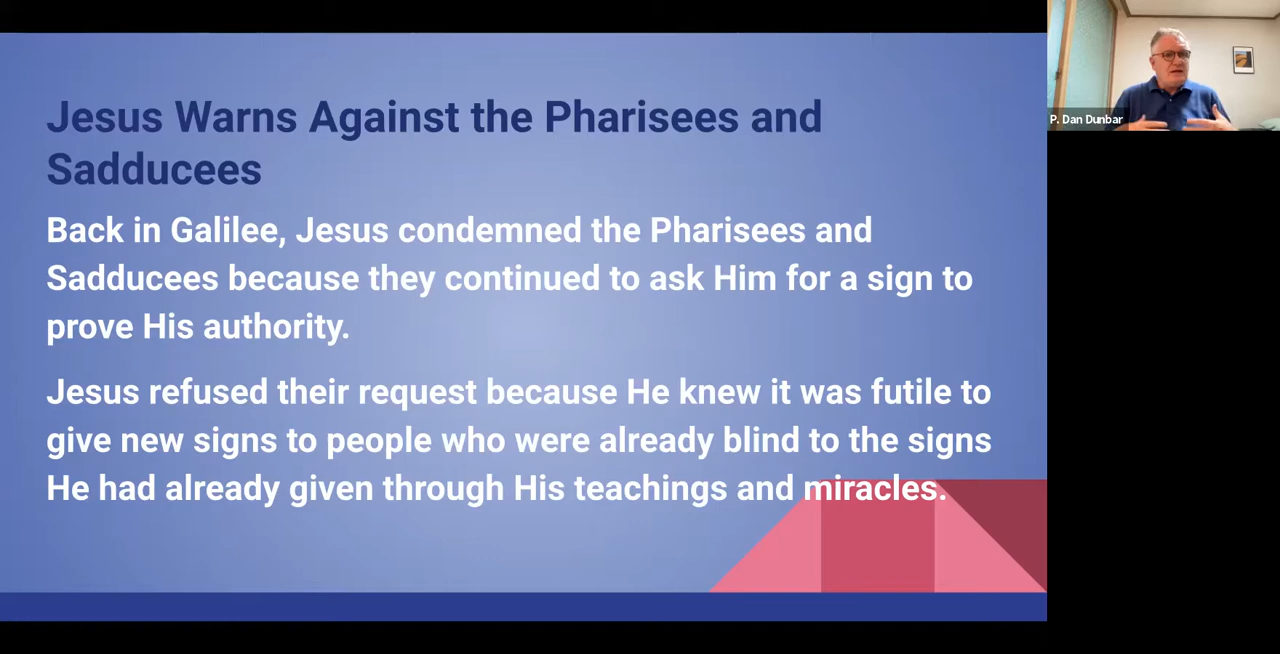 Jesus Warns Against the Pharisees and
Sadducees
Back in Galilee, Jesus condemned the Pharisees and
Sadducees because they continued to ask Him for a sign to
prove His authority.
Jesus refused their request because He knew it was futile to
give new signs to people who were already blind to the signs
He had already given through His teachings and miracles.
P. Dan Dunbar